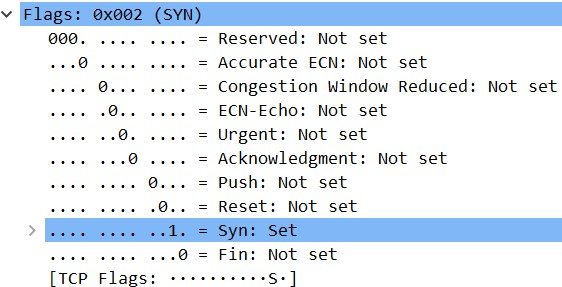 Flags: 0x002 (SYN)
000. .... .... = Reserved: Not set
...0 .... .... = Accurate ECN: Not set
.... 0... .... = Congestion Window Reduced: Not set
.... .0.. .... = ECN-Echo: Not set
.... ..0. .... = Urgent: Not set
.... ...0 .... = Acknowledgment: Not set
.... .... 0... = Push: Not set
.... .... .0.. = Reset: Not set
.... .... ..1. = Syn: Set
.... .... ...0 = Fin: Not set
[TCP Flags: ··········S·]